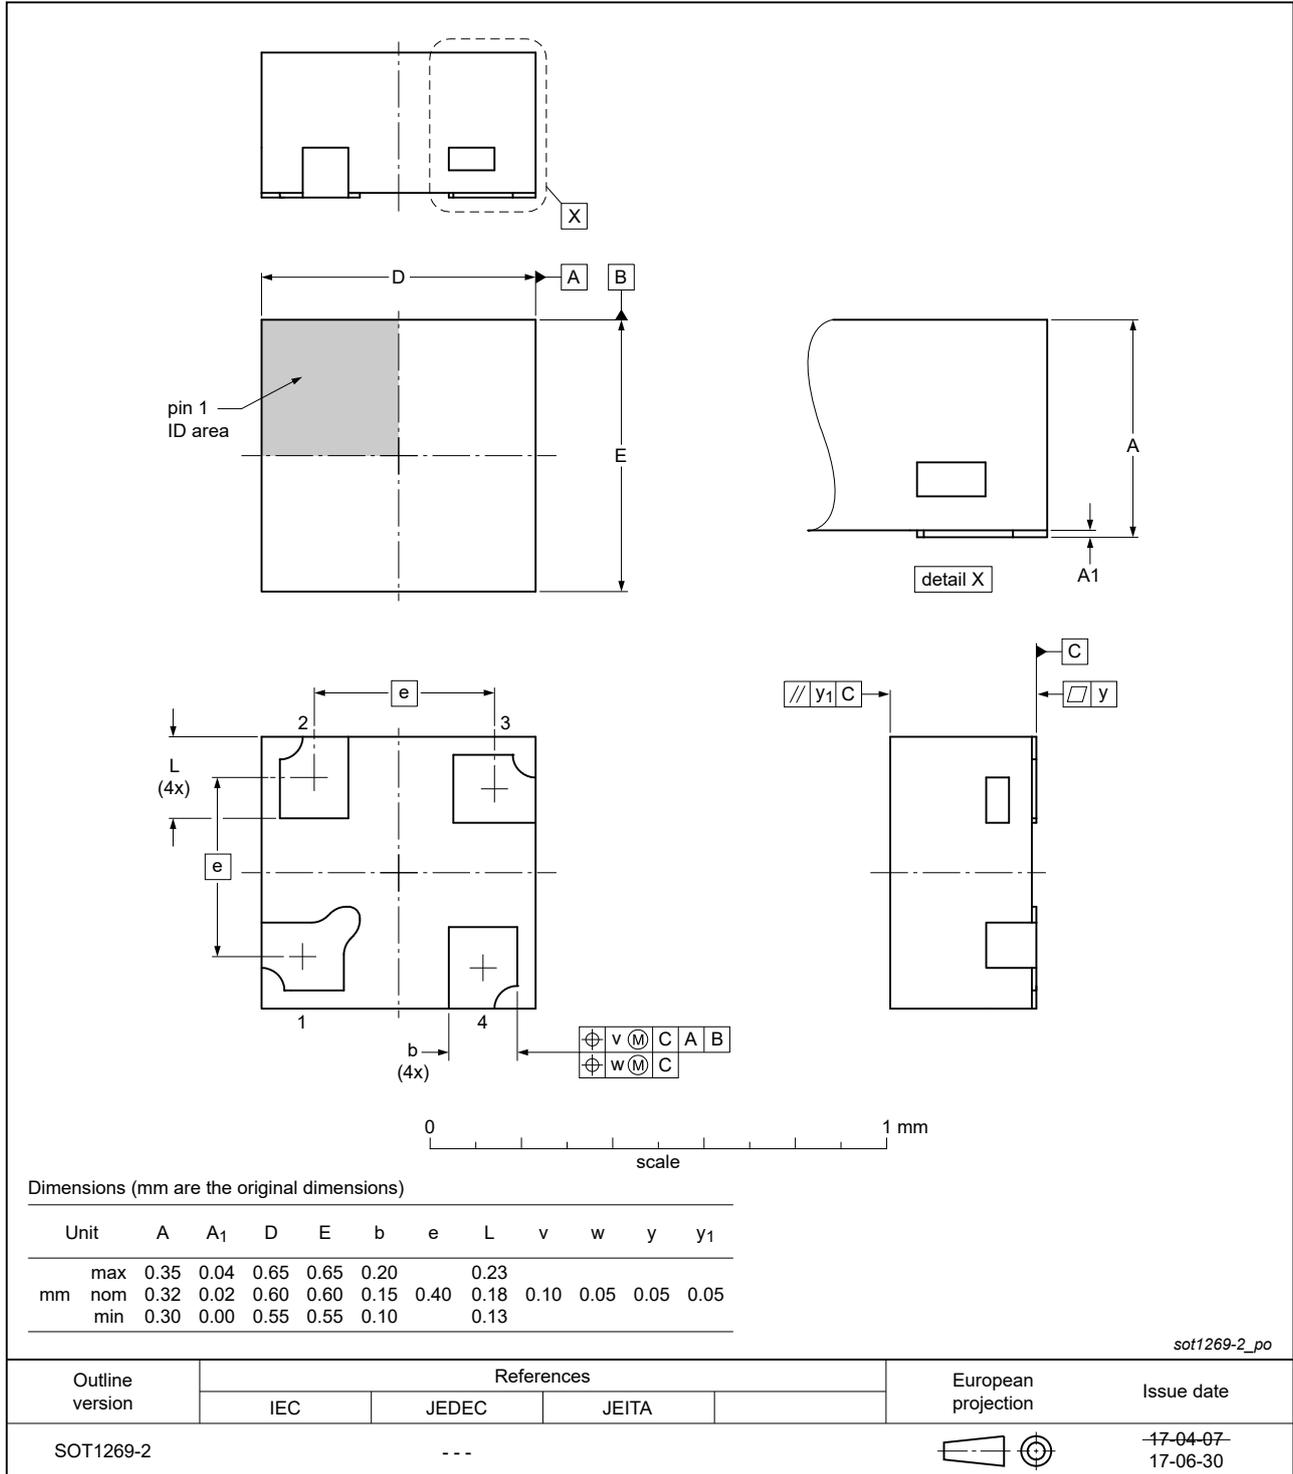 X
D
A
B
pin 1
ID area
E
A
A1
detail X
C
// y1 C
y
e
2
3
L
(4x)
e
1
4
b
(4x)
⌖ v Ⓜ C A B
⌖ w Ⓜ C
0
1 mm
scale
Dimensions (mm are the original dimensions)
Unit A A1 D E b e L v w y y1
max 0.35 0.04 0.65 0.65 0.20 0.23
mm nom 0.32 0.02 0.60 0.60 0.15 0.40 0.18 0.10 0.05 0.05 0.05
min 0.30 0.00 0.55 0.55 0.10 0.13
sot1269-2_po
Outline
version
References
IEC JEDEC JEITA
European
projection
Issue date
SOT1269-2
- - -
17-04-07
17-06-30